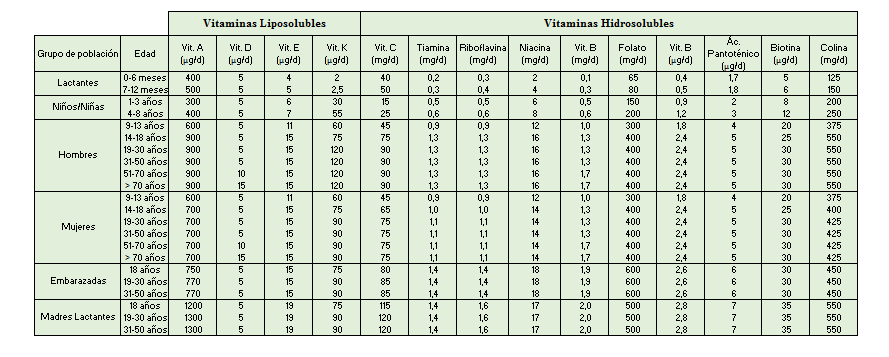 Vitaminas Liposolubles Vitaminas Hidrosolubles
Grupo de población Edad Vit. A (µg/d) Vit. D (µg/d) Vit. E (µg/d) Vit. K (µg/d) Vit. C (mg/d) Tiamina (mg/d) Riboflavina (mg/d) Niacina (mg/d) Vit. B (mg/d) Folato (mg/d) Vit. B (µg/d) Ác. Pantoténico (µg/d) Biotina (µg/d) Colina (mg/d)
Lactantes 0-6 meses 400 5 4 2 40 0,2 0,3 2 0,1 65 0,4 1,7 5 125
7-12 meses 500 5 5 2,5 50 0,3 0,4 4 0,3 80 0,5 1,8 6 150
Niños/Niñas 1-3 años 300 5 6 30 15 0,5 0,5 6 0,5 150 0,9 2 8 200
4-8 años 400 5 7 55 25 0,6 0,6 8 0,6 200 1,2 3 12 250
Hombres 9-13 años 600 5 11 60 45 0,9 0,9 12 1,0 300 1,8 4 20 375
14-18 años 900 5 15 75 75 1,3 1,3 16 1,3 400 2,4 5 25 550
19-30 años 900 5 15 120 90 1,3 1,3 16 1,3 400 2,4 5 30 550
31-50 años 900 5 15 120 90 1,3 1,3 16 1,3 400 2,4 5 30 550
51-70 años 900 10 15 120 90 1,3 1,3 16 1,7 400 2,4 5 30 550
> 70 años 900 15 15 120 90 1,3 1,3 16 1,7 400 2,4 5 30 550
Mujeres 9-13 años 600 5 11 60 45 0,9 0,9 12 1,0 300 1,8 4 20 375
14-18 años 700 5 15 75 65 1,0 1,0 14 1,3 400 2,4 5 25 400
19-30 años 700 5 15 90 75 1,1 1,1 14 1,3 400 2,4 5 30 425
31-50 años 700 5 15 90 75 1,1 1,1 14 1,3 400 2,4 5 30 425
51-70 años 700 10 15 90 75 1,1 1,1 14 1,7 400 2,4 5 30 425
> 70 años 700 15 15 90 75 1,1 1,1 14 1,7 400 2,4 5 30 425
Embarazadas 18 años 750 5 15 75 80 1,4 1,4 18 1,9 600 2,6 6 30 450
19-30 años 770 5 15 90 85 1,4 1,4 18 1,9 600 2,6 6 30 450
31-50 años 770 5 15 90 85 1,4 1,4 18 1,9 600 2,6 6 30 450
Madres Lactantes 18 años 1200 5 19 75 115 1,4 1,6 17 2,0 500 2,8 7 35 550
19-30 años 1300 5 19 90 120 1,4 1,6 17 2,0 500 2,8 7 35 550
31-50 años 1300 5 19 90 120 1,4 1,6 17 2,0 500 2,8 7 35 550